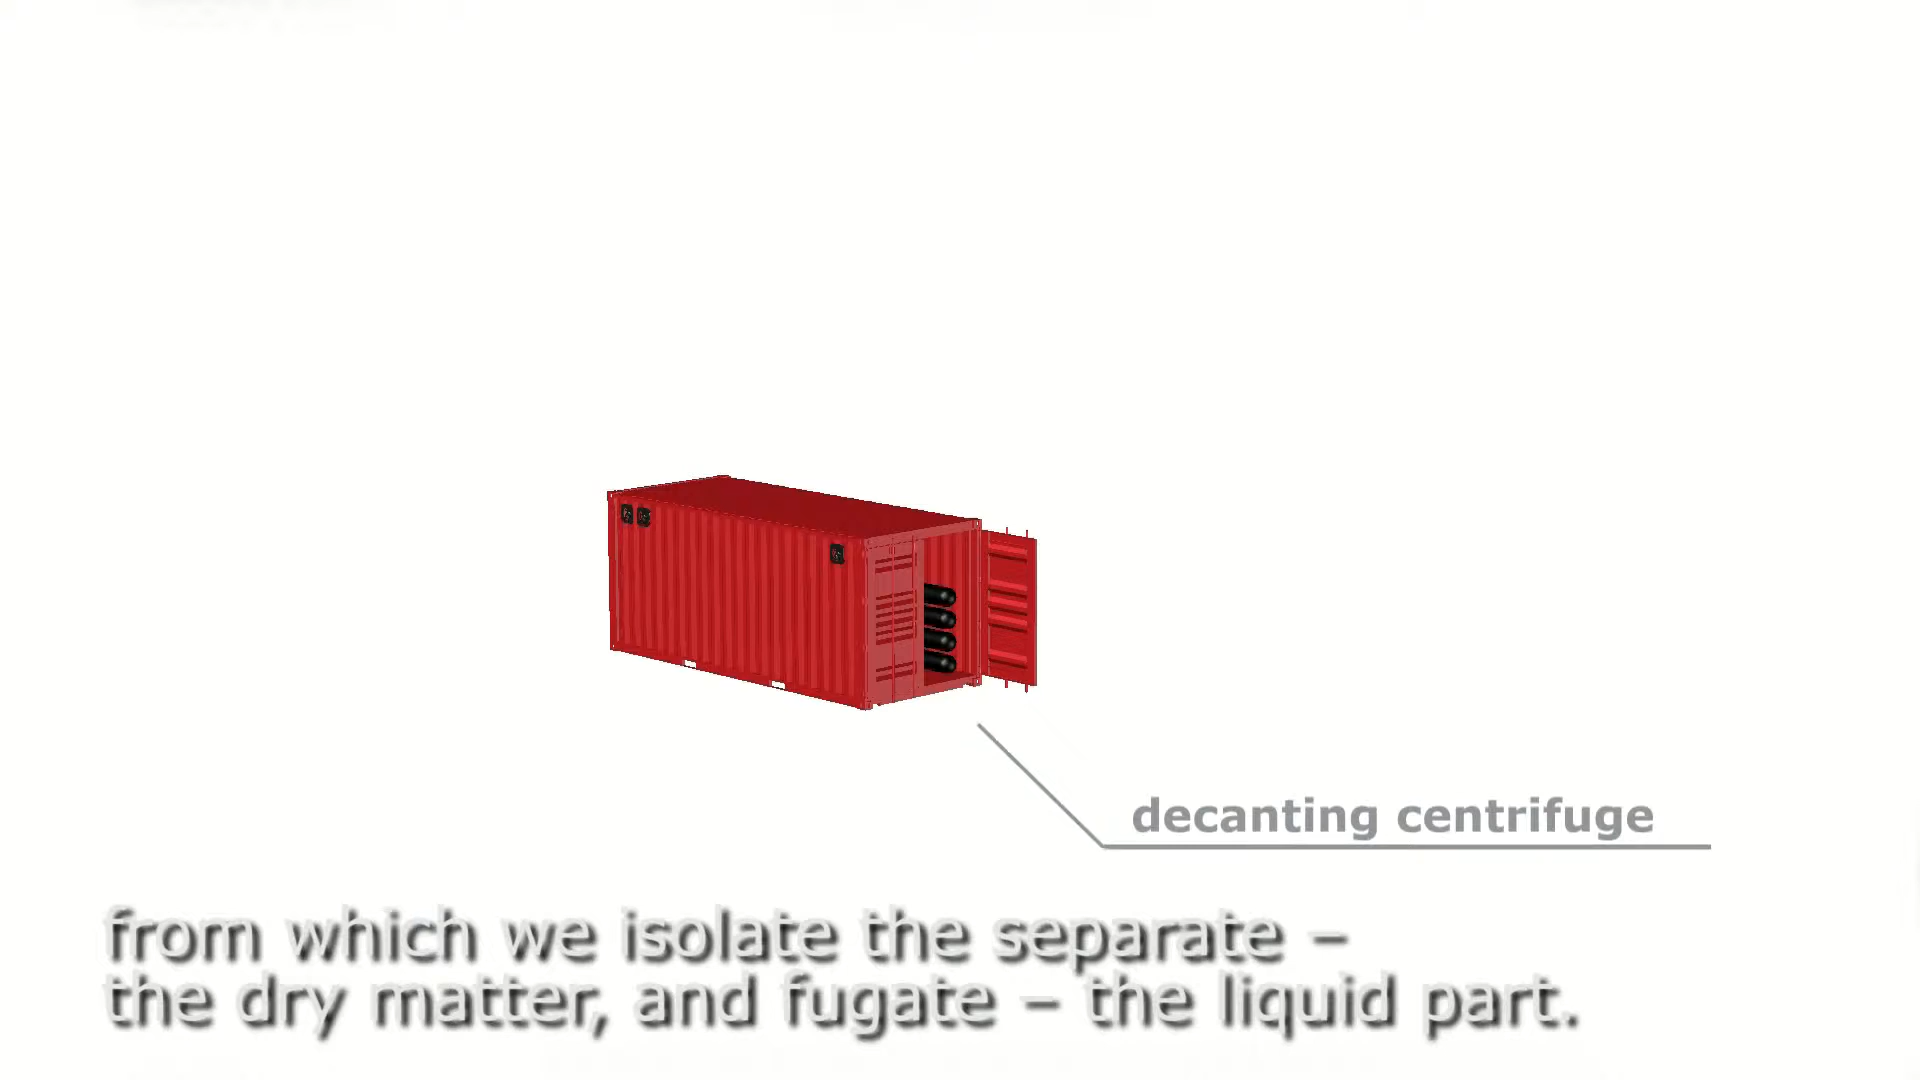 decanting centrifuge
from which we isolate the separate –
the dry matter, and fugate – the liquid part.